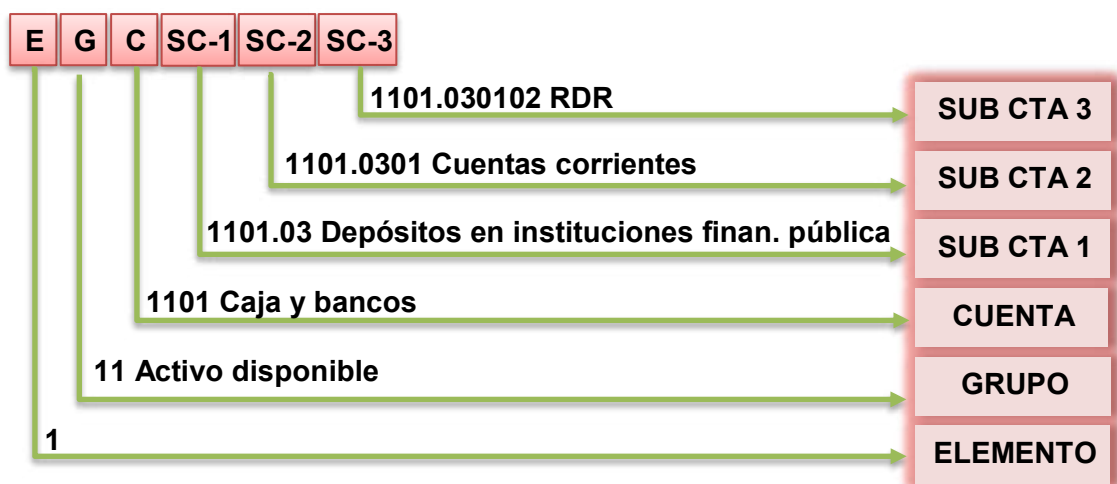 E G C SC-1 SC-2 SC-3
1101.030102 RDR SUB CTA 3
1101.0301 Cuentas corrientes SUB CTA 2
1101.03 Depósitos en instituciones finan. pública SUB CTA 1
1101 Caja y bancos CUENTA
11 Activo disponible GRUPO
1 ELEMENTO